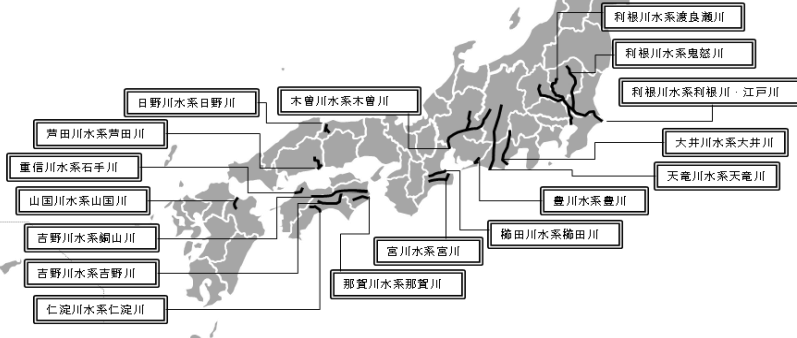 利根川水系渡良瀬川
利根川水系鬼怒川
利根川水系利根川・江戸川
日野川水系日野川
木曽川水系木曽川
芦田川水系芦田川
大井川水系大井川
重信川水系石手川
天竜川水系天竜川
山国川水系山国川
豊川水系豊川
吉野川水系銅山川
櫛田川水系櫛田川
宮川水系宮川
吉野川水系吉野川
那賀川水系那賀川
仁淀川水系仁淀川